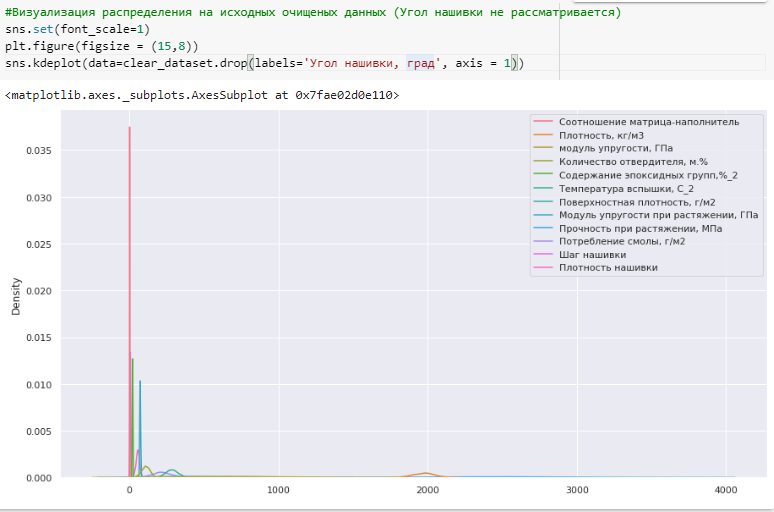 #Визуализация распределения на исходных очищеных данных (Угол нашивки не рассматривается)
sns.set(font_scale=1)
plt.figure(figsize = (15,8))
sns.kdeplot(data=clear_dataset.drop(labels='Угол нашивки, град', axis = 1))
<matplotlib.axes._subplots.AxesSubplot at 0x7fae02d0e110>
Соотношение матрица-наполнитель
Плотность, кг/м3
модуль упругости, ГПа
Количество отвердителя, м.%
Содержание эпоксидных групп,%_2
Температура вспышки, С_2
Поверхностная плотность, г/м2
Модуль упругости при растяжении, ГПа
Прочность при растяжении, МПа
Потребление смолы, г/м2
Шаг нашивки
Плотность нашивки
Density
0.035
0.030
0.025
0.020
0.015
0.010
0.005
0.000
0 1000 2000 3000 4000